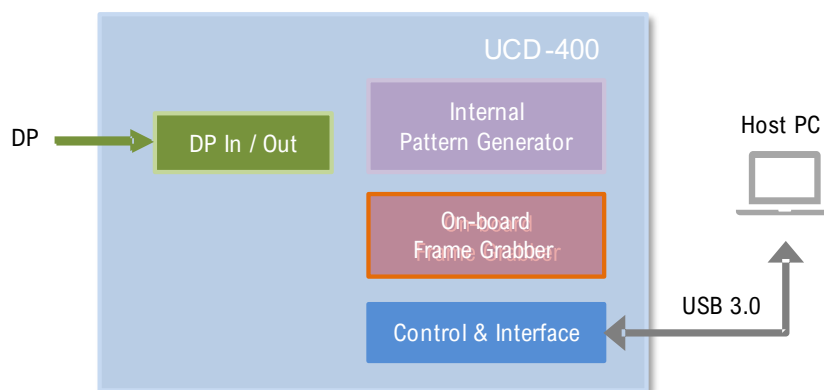 UCD-400
DP
DP In / Out
Internal
Pattern Generator
Host PC
On-board
Frame Grabber
USB 3.0
Control & Interface